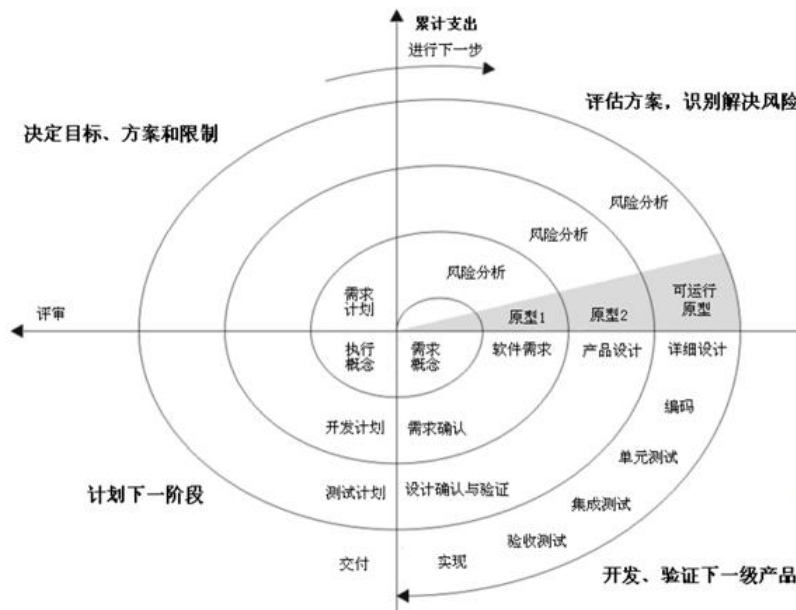 累计支出
进行下一步
评估方案，识别解决风险
决定目标、方案和限制
风险分析
风险分析
风险分析
需求
计划
原型1
原型2
可运行
原型
评审
执行
概念
需求
概念
软件需求
产品设计
详细设计
编码
开发计划
需求确认
单元测试
测试计划
设计确认与验证
计划下一阶段
集成测试
验收测试
交付
实现
开发、验证下一级产品